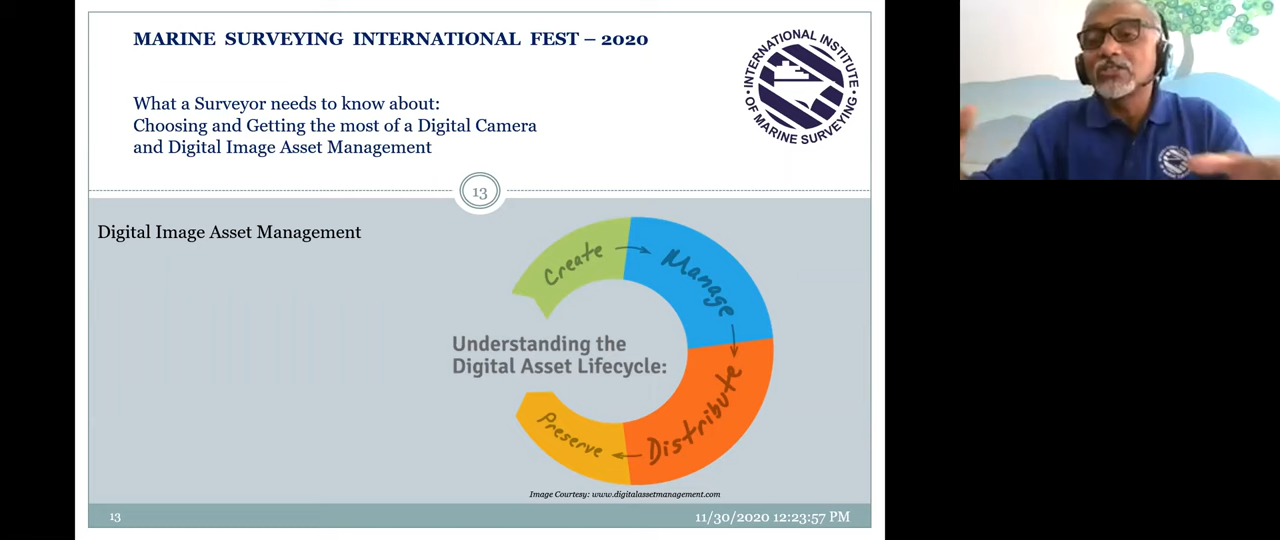 MARINE SURVEYING INTERNATIONAL FEST – 2020
INTERNATIONAL INSTITUTE
• OF MARINE SURVEYING •
What a Surveyor needs to know about:
Choosing and Getting the most of a Digital Camera
and Digital Image Asset Management
13
Digital Image Asset Management
Create
Manage
Understanding the
Digital Asset Lifecycle:
Distribute
Preserve
Image Courtesy: www.digitalassetmanagement.com
13
11/30/2020 12:23:57 PM